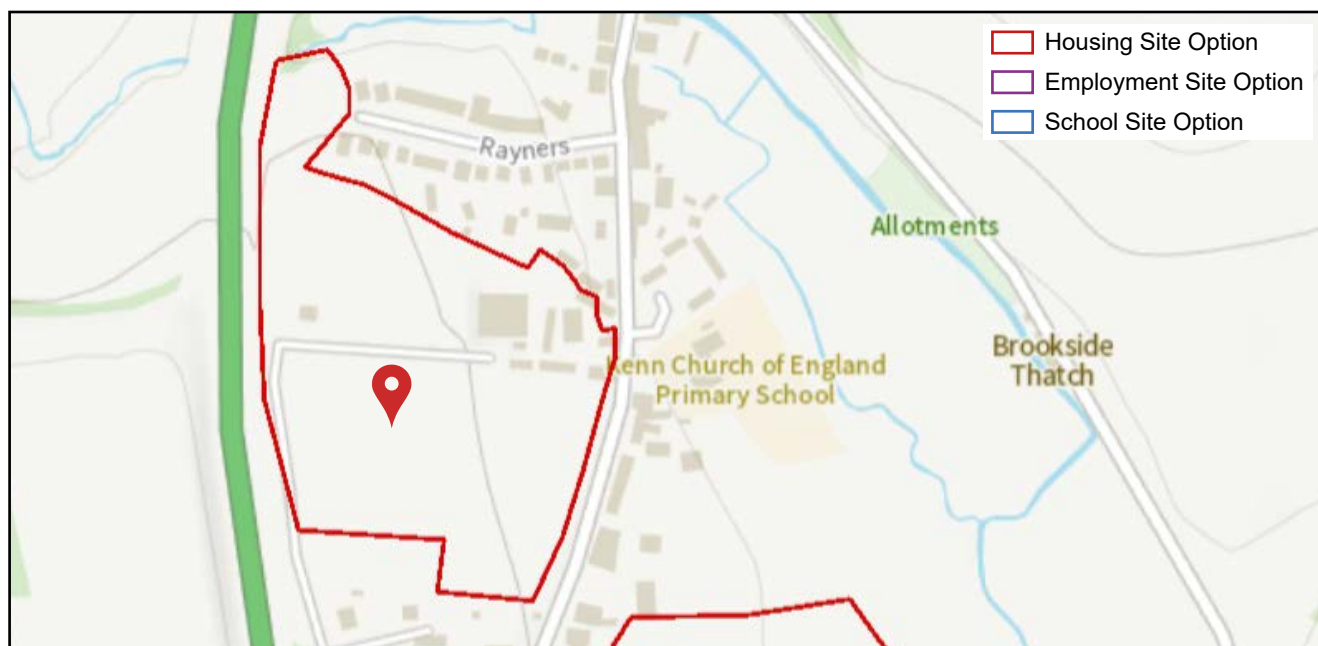 Housing Site Option
Employment Site Option
School Site Option
Rayners
Allotments
Brookside
Thatch
Kenn Church of England
Primary School